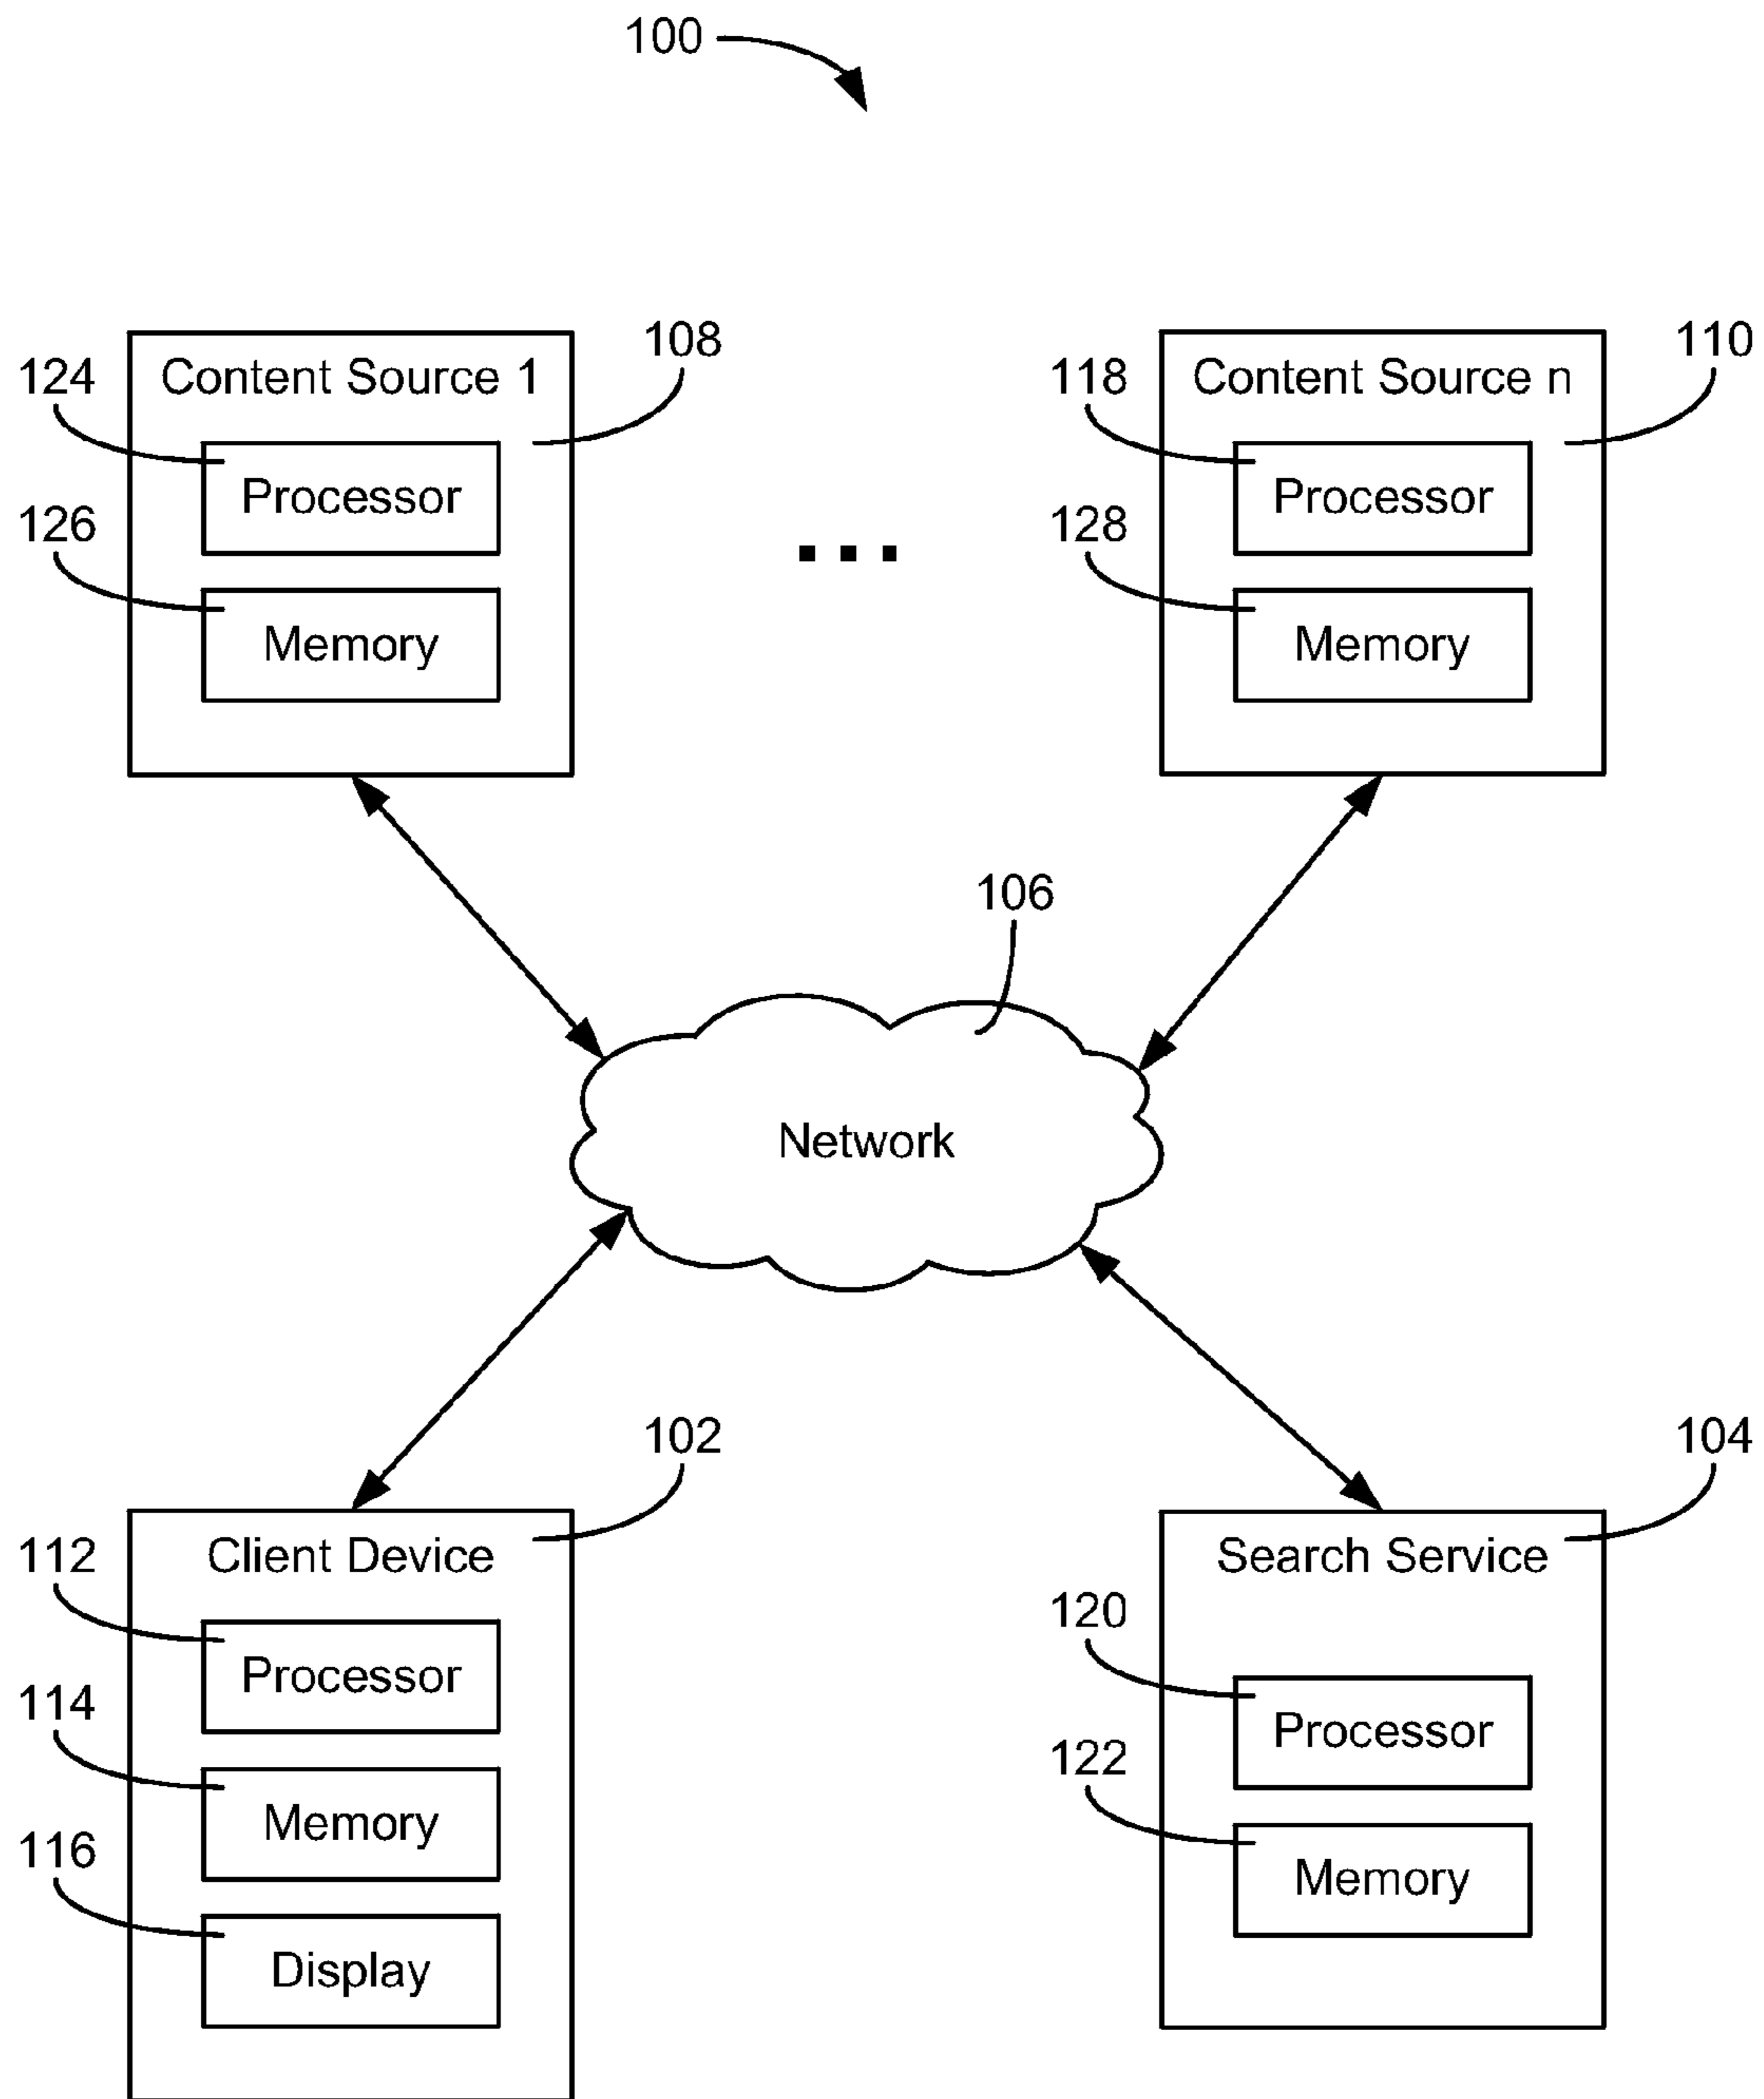 100
108
110
124
Content Source 1
118
Content Source n
Processor
Processor
126
128
Memory
...
Memory
106
Network
102
104
112
Client Device
Search Service
Processor
120
Processor
114
Memory
122
Memory
116
Display